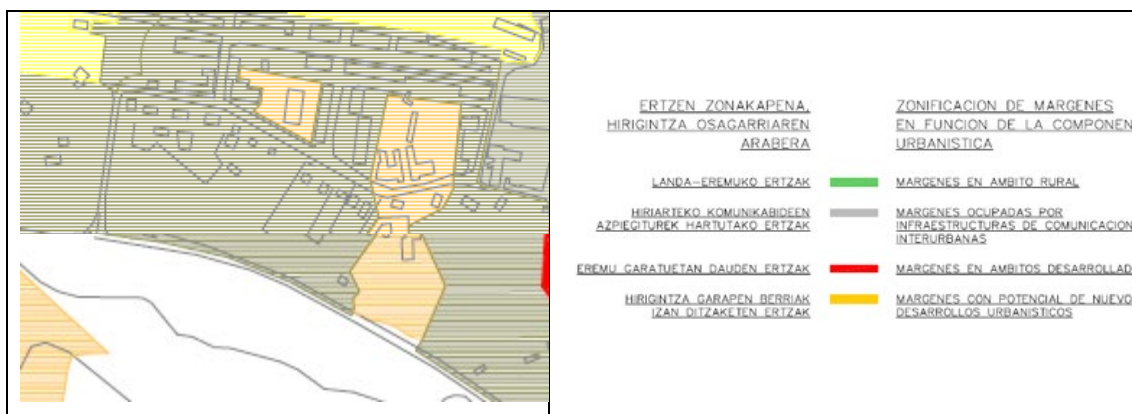 ERTZEN ZONAKAPENA,
HIRIGINTZA OSAGARRIAREN
ARABERA
ZONIFICACION DE MARGENES
EN FUNCION DE LA COMPONEN
URBANISTICA
LANDA-EREMUKO ERTZAK
MARGENES EN AMBITO RURAL
HIRIARTEKO KOMUNIKABIDEEN
AZPIEGITUREK HARTUTAKO ERTZAK
MARGENES OCUPADAS POR
INFRAESTRUCTURAS DE COMUNICACION
INTERURBANAS
EREMU GARATUETAN DAUDEN ERTZAK
MARGENES EN AMBITOS DESARROLLAD
HIRIGINTZA GARAPEN BERRIAK
IZAN DITZAKETEN ERTZAK
MARGENES CON POTENCIAL DE NUEVO
DESARROLLOS URBANISTICOS